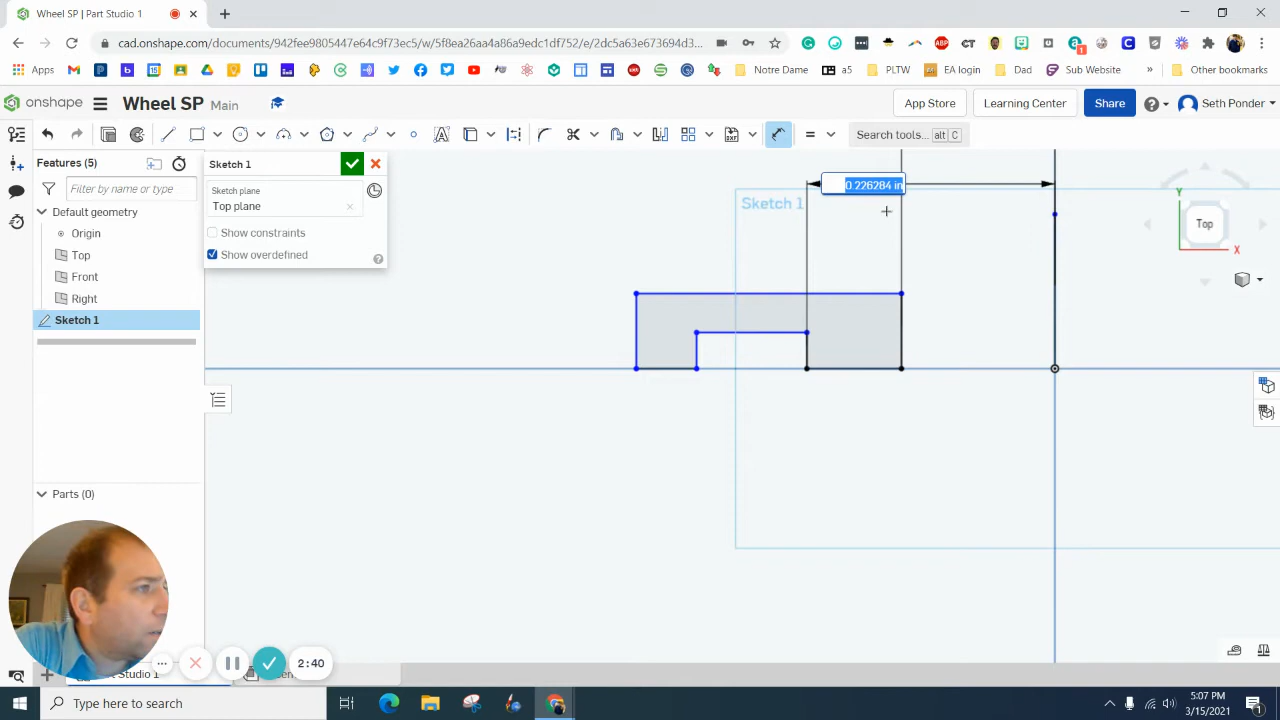 Wheel SP | Part Studio 1
cad.onshape.com/documents/042fee9805447e649f73ec5/w/5f8ea26aa4a86e9edc1df752/e/2dc5a63e673694d3...
Apps
Notre Dame
a5
PLTW
EA login
Dad
Sub Website
»
Other bookmarks
onshape
Wheel SP Main
App Store
Learning Center
Share
Seth Ponder
Search tools... alt C
Features (5)
Filter by name or type
Default geometry
Origin
Top
Front
Right
Sketch 1
Parts (0)
Sketch 1
Sketch plane
Top plane
Show constraints
Show overdefined
0.226284 in
Sketch 1
Y
Top
X
2:40
t Studio 1
Type here to search
5:07 PM
3/15/2021